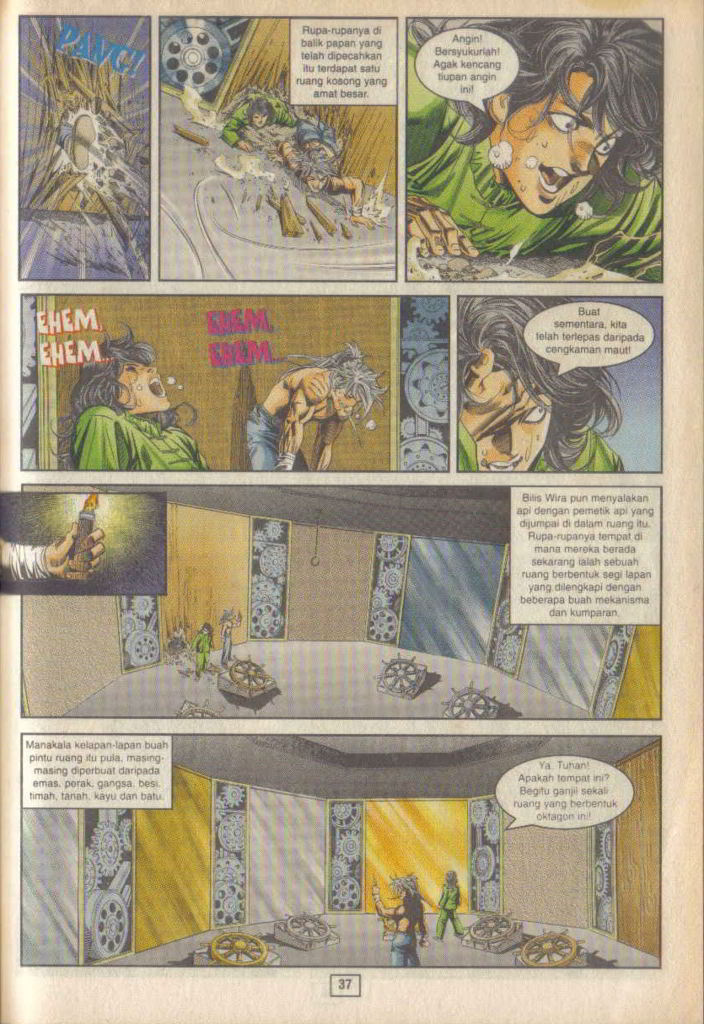 PANG!
Rupa-rupanya di
balik papan yang
telah dipecahkan
itu terdapat satu
ruang kosong yang
amat besar.
Angin!
Bersyukurlah!
Agak kencang
tiupan angin
ini!
EHEM,
EHEM...
EHEM,
EHEM...
Buat
sementara, kita
telah terlepas daripada
cengkaman maut!
Bilis Wira pun menyalakan
api dengan pemetik api yang
dijumpai di dalam ruang itu.
Rupa-rupanya tempat di
mana mereka berada
sekarang ialah sebuah
ruang berbentuk segi lapan
yang dilengkapi dengan
beberapa buah mekanisma
dan kumparan.
Manakala kelapan-lapan buah
pintu ruang itu pula, masing-
masing diperbuat daripada
emas, perak, gangsa, besi,
timah, tanah, kayu dan batu.
Ya, Tuhan!
Apakah tempat ini?
Begitu ganjil sekali
ruang yang berbentuk
oktagon ini!
37